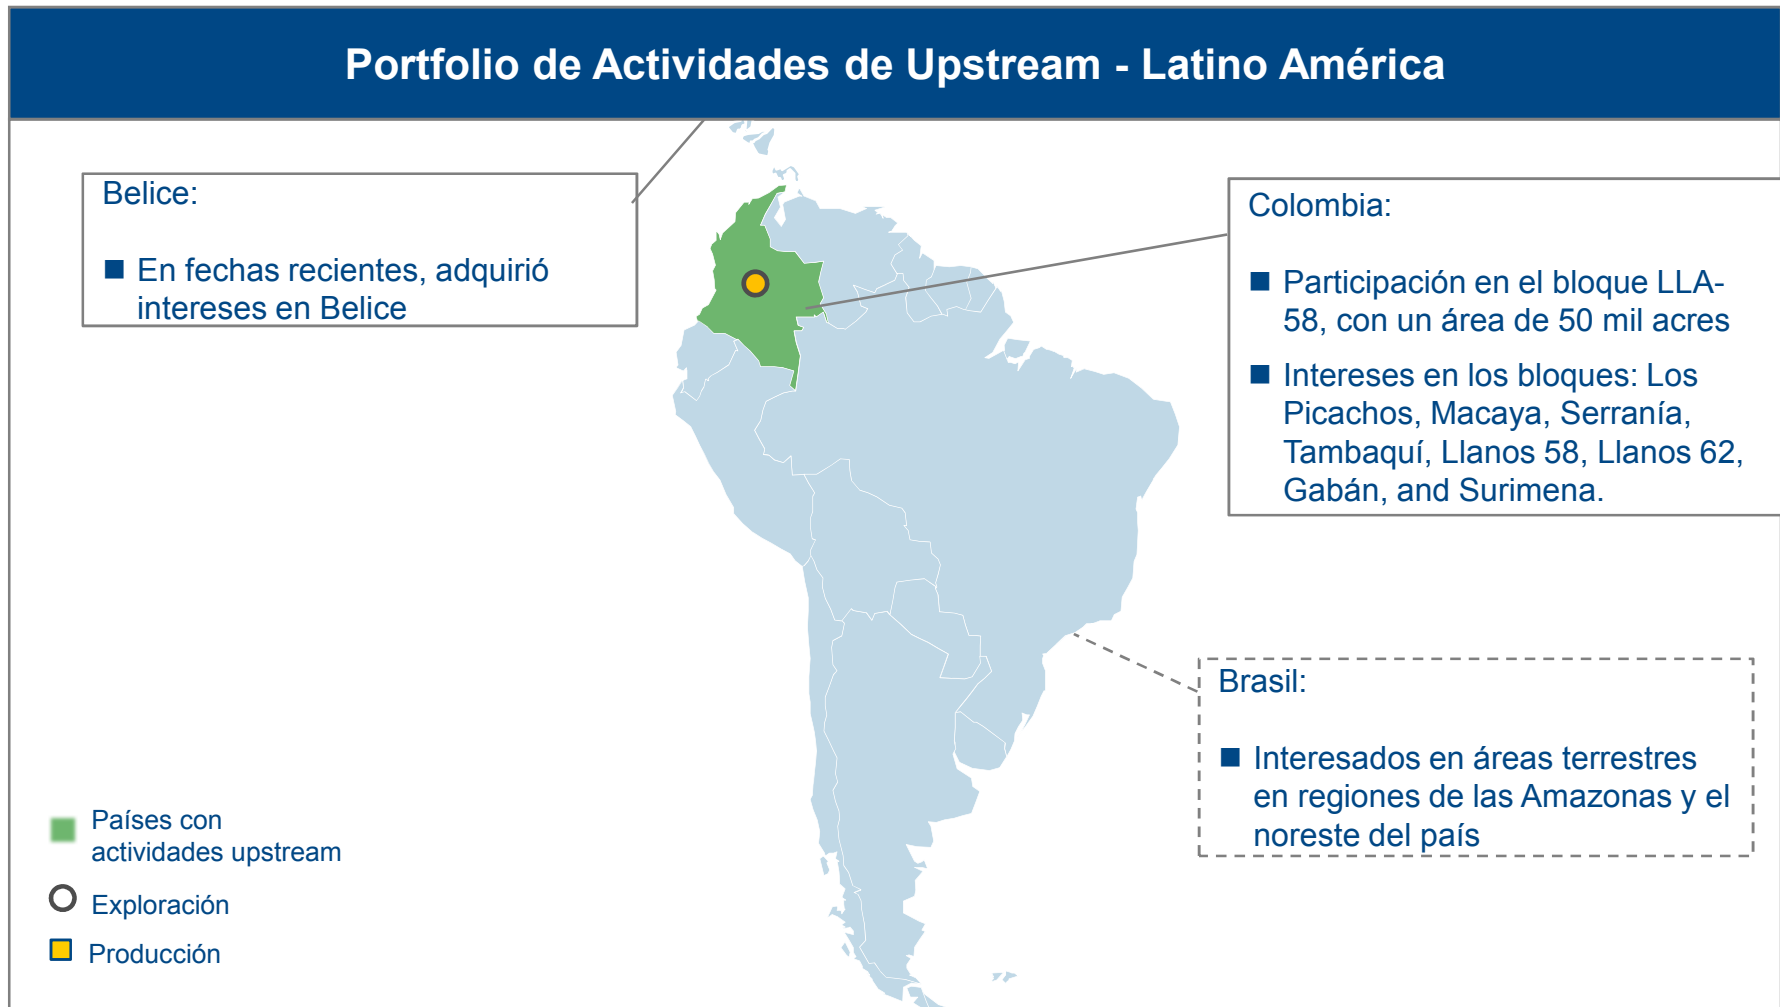 Portfolio de Actividades de Upstream - Latino América
Belice:
■ En fechas recientes, adquirió
intereses en Belice
Colombia:
■ Participación en el bloque LLA-
58, con un área de 50 mil acres
■ Intereses en los bloques: Los
Picachos, Macaya, Serranía,
Tambaquí, Llanos 58, Llanos 62,
Gabán, and Surimena.
Brasil:
■ Interesados en áreas terrestres
en regiones de las Amazonas y el
noreste del país
Países con
actividades upstream
Exploración
Producción